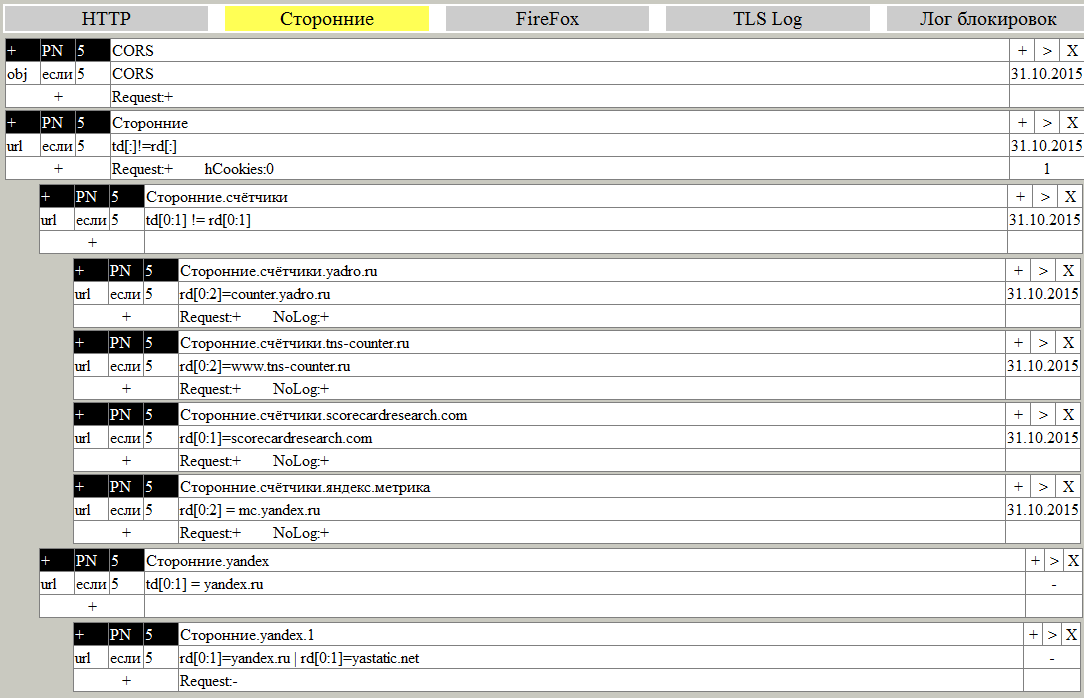 HTTP Сторонние FireFox TLS Log Лог блокировок
+ PN 5 CORS + > X
obj если 5 CORS 31.10.2015
+ Request:+
+ PN 5 Сторонние + > X
url если 5 td[:]!=rd[:] 31.10.2015
+ Request:+ hCookies:0 1
+ PN 5 Сторонние.счётчики + > X
url если 5 td[0:1] != rd[0:1] 31.10.2015
+
+ PN 5 Сторонние.счётчики.yadro.ru + > X
url если 5 rd[0:2]=counter.yadro.ru 31.10.2015
+ Request:+ NoLog:+
+ PN 5 Сторонние.счётчики.tns-counter.ru + > X
url если 5 rd[0:2]=www.tns-counter.ru 31.10.2015
+ Request:+ NoLog:+
+ PN 5 Сторонние.счётчики.scorecardresearch.com + > X
url если 5 rd[0:1]=scorecardresearch.com 31.10.2015
+ Request:+ NoLog:+
+ PN 5 Сторонние.счётчики.яндекс.метрика + > X
url если 5 rd[0:2] = mc.yandex.ru 31.10.2015
+ Request:+ NoLog:+
+ PN 5 Сторонние.yandex + > X
url если 5 td[0:1] = yandex.ru -
+
+ PN 5 Сторонние.yandex.1 + > X
url если 5 rd[0:1]=yandex.ru | rd[0:1]=yastatic.net -
+ Request:-